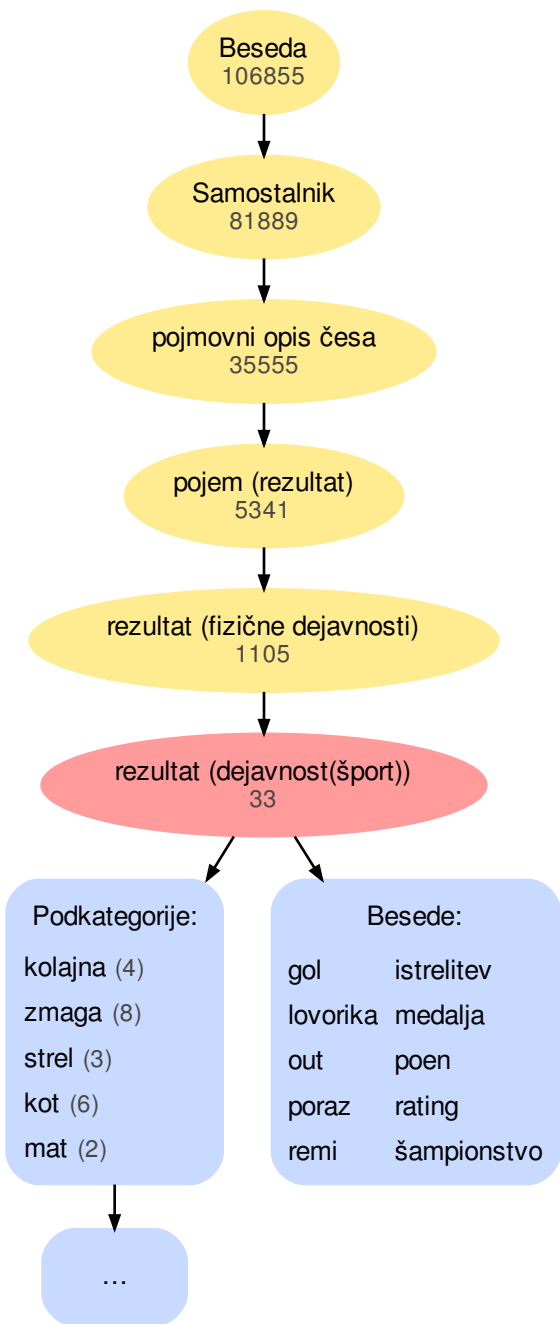 Beseda
106855
Samostalnik
81889
pojmovni opis česa
35555
pojem (rezultat)
5341
rezultat (fizične dejavnosti)
1105
rezultat (dejavnost(šport))
33
Podkategorije:
kolajna (4)
zmaga (8)
strel (3)
kot (6)
mat (2)
...
Besede:
gol istrelitev
lovorika medalja
out poen
poraz rating
remi šampionstvo